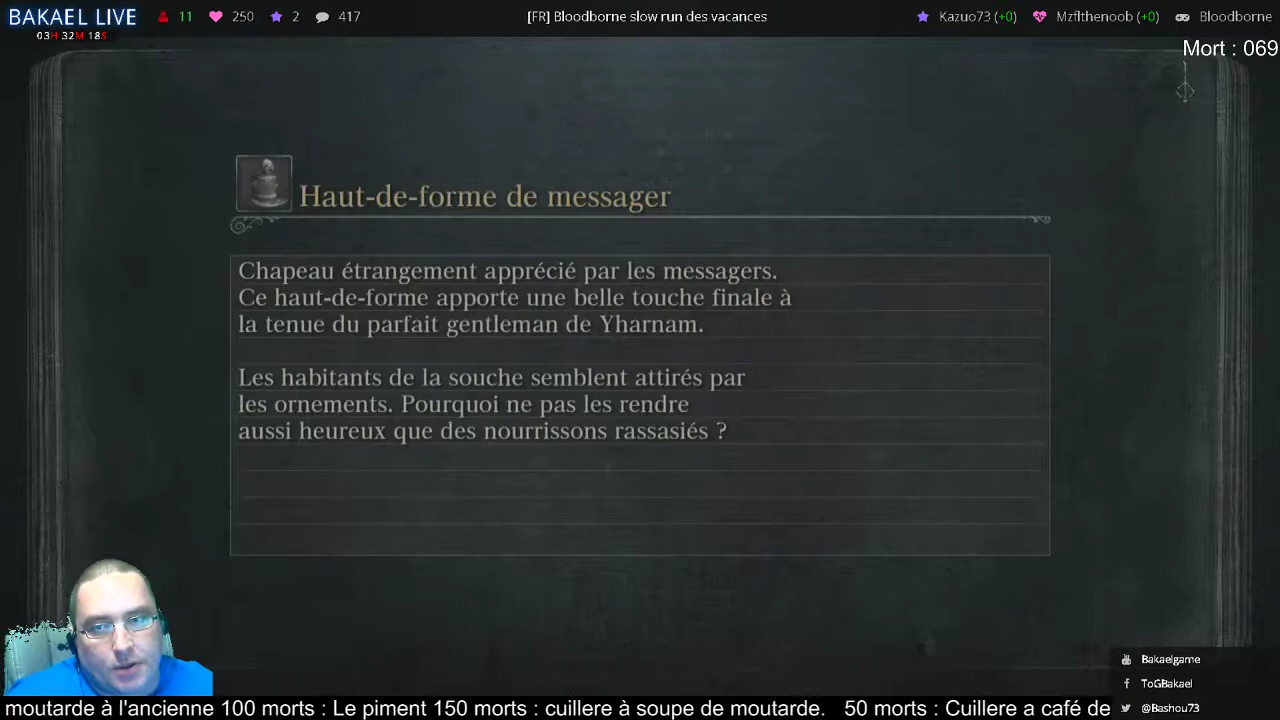 BAKAEL LIVE 11 250 2 417 [FR] Bloodborne slow run des vacances Kazuo73 (+0) Mzflthenoob (+0) Bloodborne
03H 32M 18S
Mort : 069
Haut-de-forme de messager
Chapeau étrangement apprécié par les messagers.
Ce haut-de-forme apporte une belle touche finale à
la tenue du parfait gentleman de Yharnam.
Les habitants de la souche semblent attirés par
les ornements. Pourquoi ne pas les rendre
aussi heureux que des nourrissons rassasiés ?
Bakaelgame
ToGBakael
@Bashou73
moutarde à l'ancienne 100 morts : Le piment 150 morts : cuillere à soupe de moutarde. 50 morts : Cuillere a café de